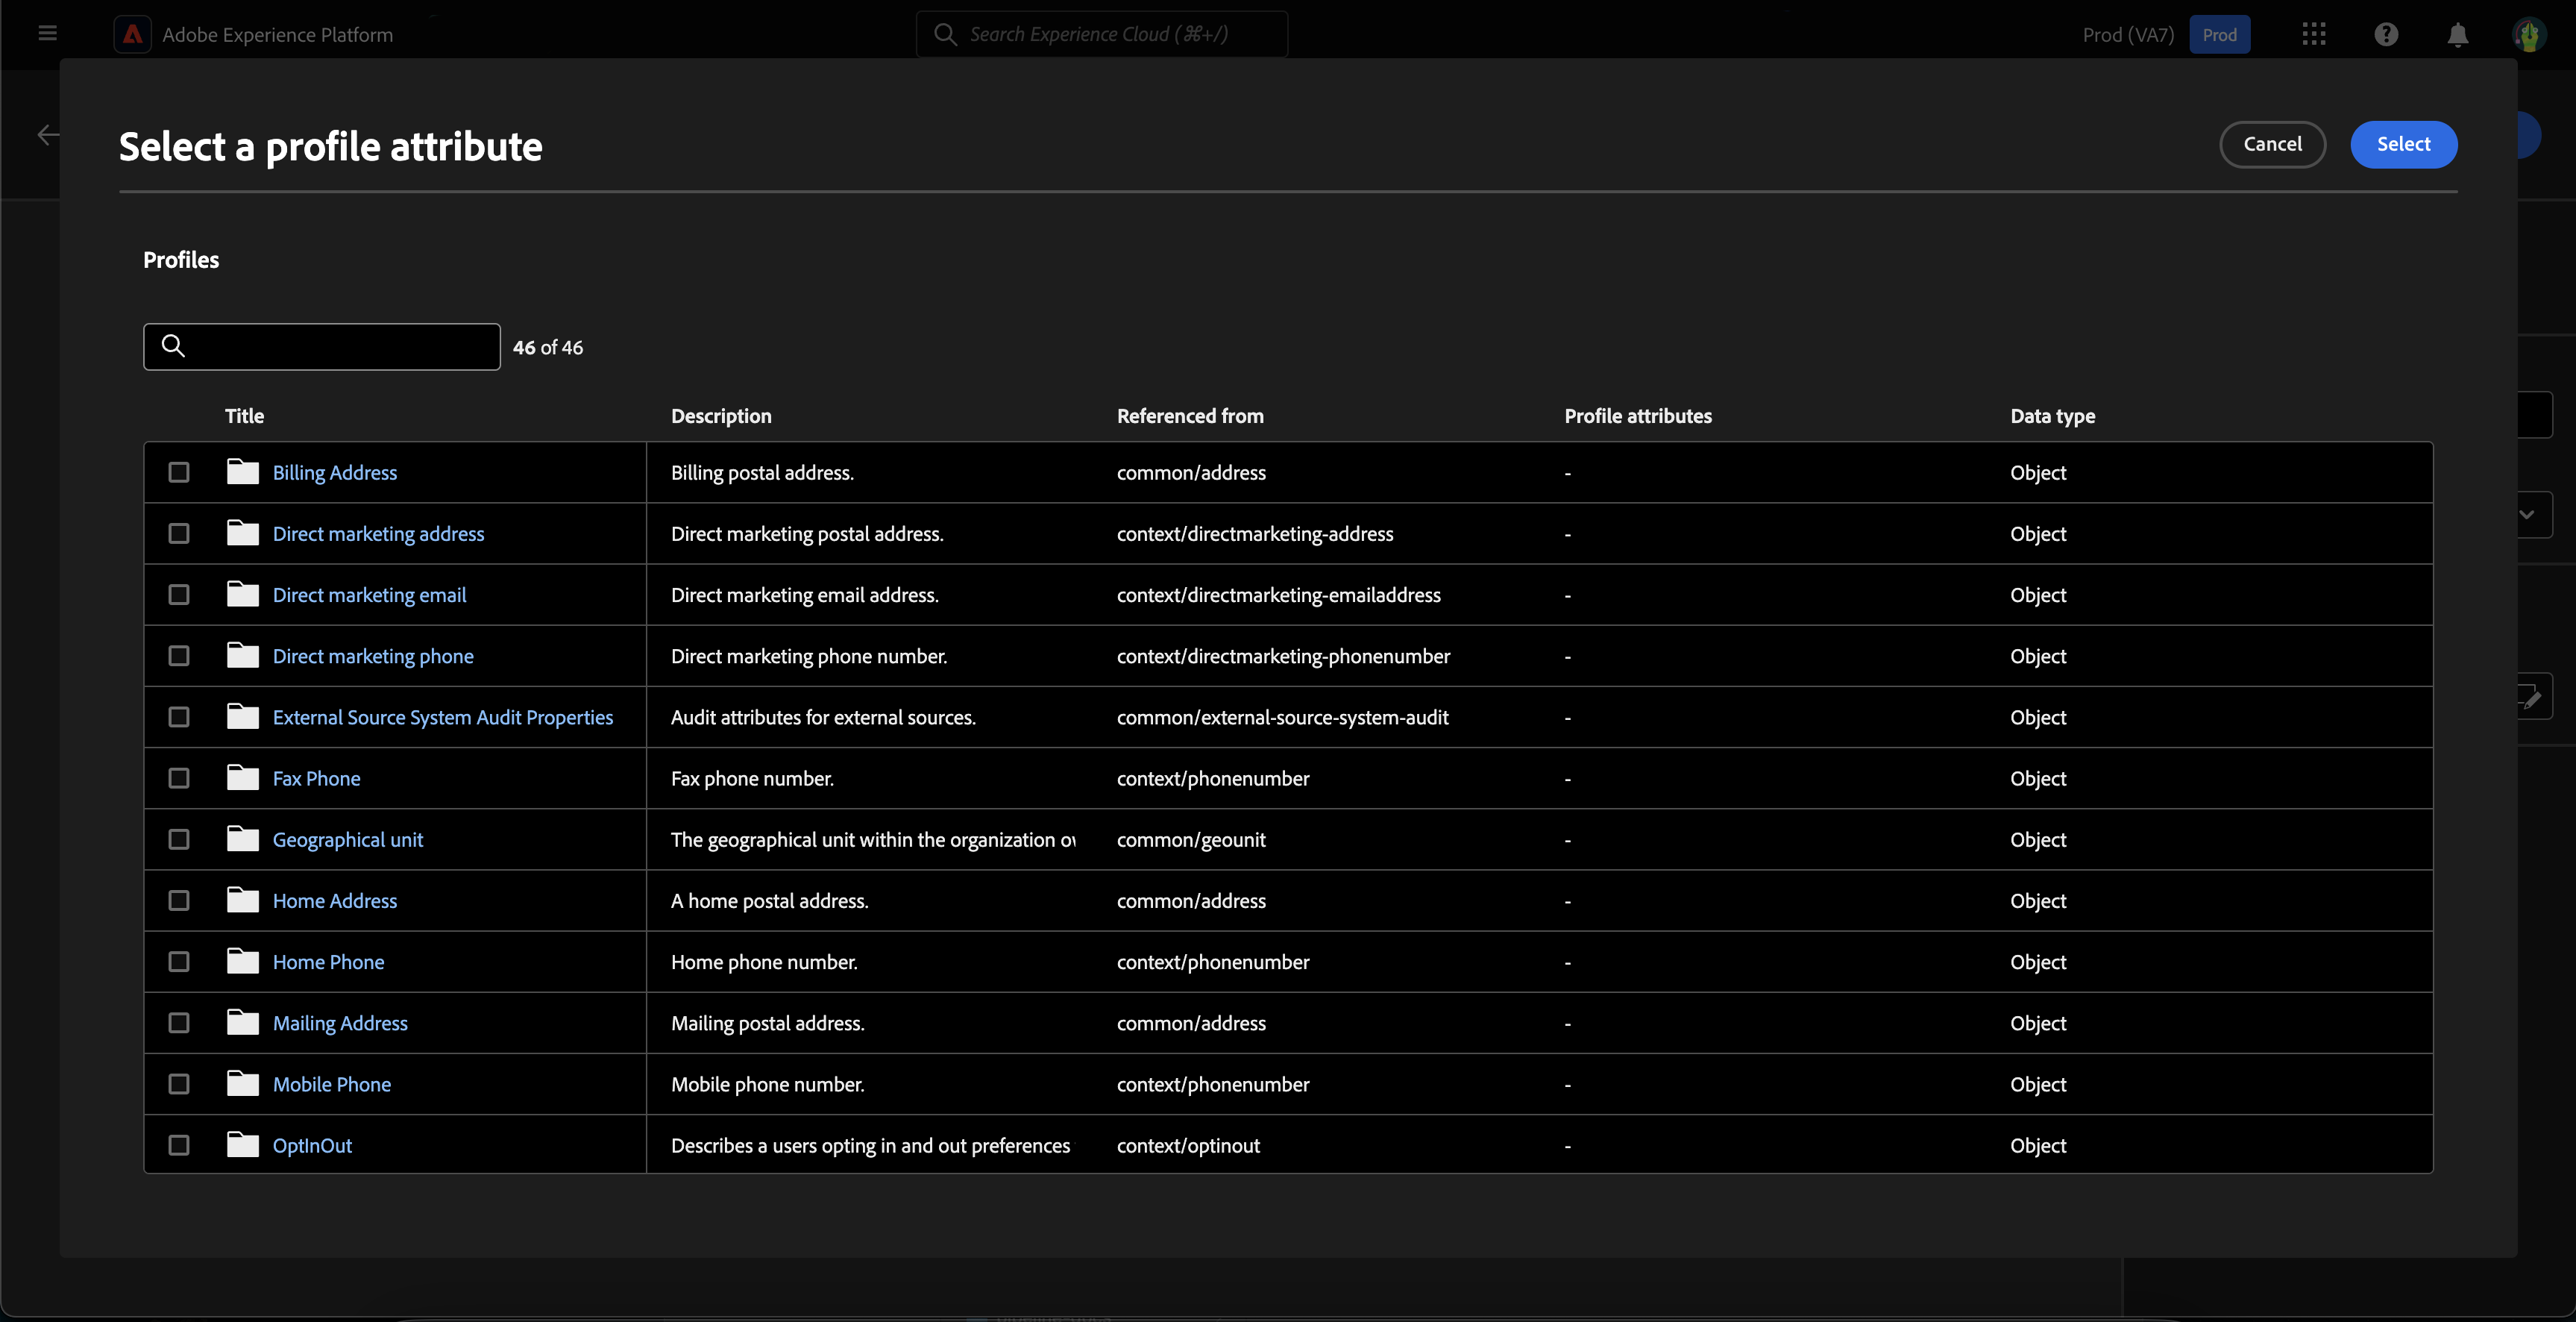 Adobe Experience Platform
Search Experience Cloud (⌘+/)
Prod (VA7)
Prod
Select a profile attribute
Cancel
Select
Profiles
46 of 46
Title Description Referenced from Profile attributes Data type
Billing Address Billing postal address. common/address - Object
Direct marketing address Direct marketing postal address. context/directmarketing-address - Object
Direct marketing email Direct marketing email address. context/directmarketing-emailaddress - Object
Direct marketing phone Direct marketing phone number. context/directmarketing-phonenumber - Object
External Source System Audit Properties Audit attributes for external sources. common/external-source-system-audit - Object
Fax Phone Fax phone number. context/phonenumber - Object
Geographical unit The geographical unit within the organization common/geounit - Object
Home Address A home postal address. common/address - Object
Home Phone Home phone number. context/phonenumber - Object
Mailing Address Mailing postal address. common/address - Object
Mobile Phone Mobile phone number. context/phonenumber - Object
OptInOut Describes a users opting in and out preferences context/optinout - Object